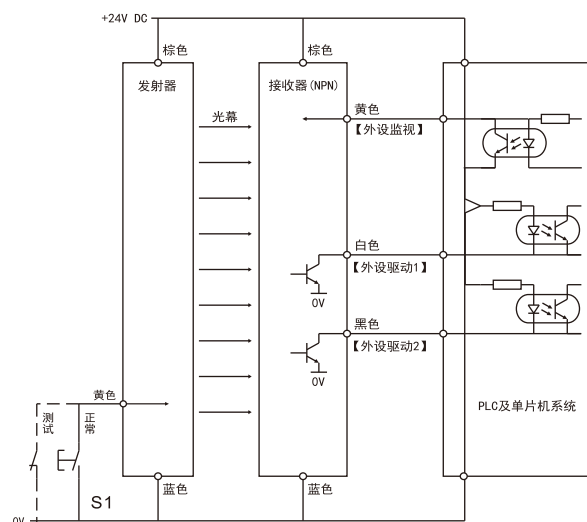 +24V DC
棕色
棕色
发射器
接收器(NPN)
光幕
黄色
【外设监视】
白色
【外设驱动1】
0V
黑色
【外设驱动2】
0V
黄色
测试
正常
PLC及单片机系统
蓝色
蓝色
S1
0V